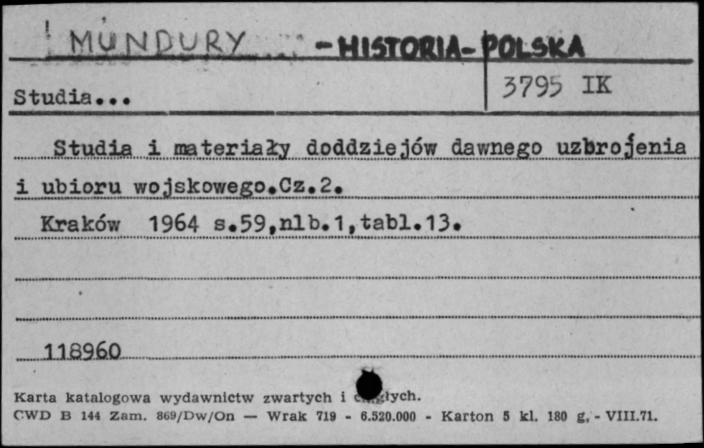 ! MUNDURY - HISTORIA - POLSKA
3795 IK
Studia...
Studia i materiały doddziejów dawnego uzbrojenia
i ubioru wojskowego.Cz.2.
Kraków 1964 s.59,nlb.1,tabl.13.
118960
Karta katalogowa wydawnictw zwartych i
CWD B 144 Zam. 869/Dw/On — Wrak 719 - 6.520.000 - Karton 5 kl. 180 g. - VIII.71.